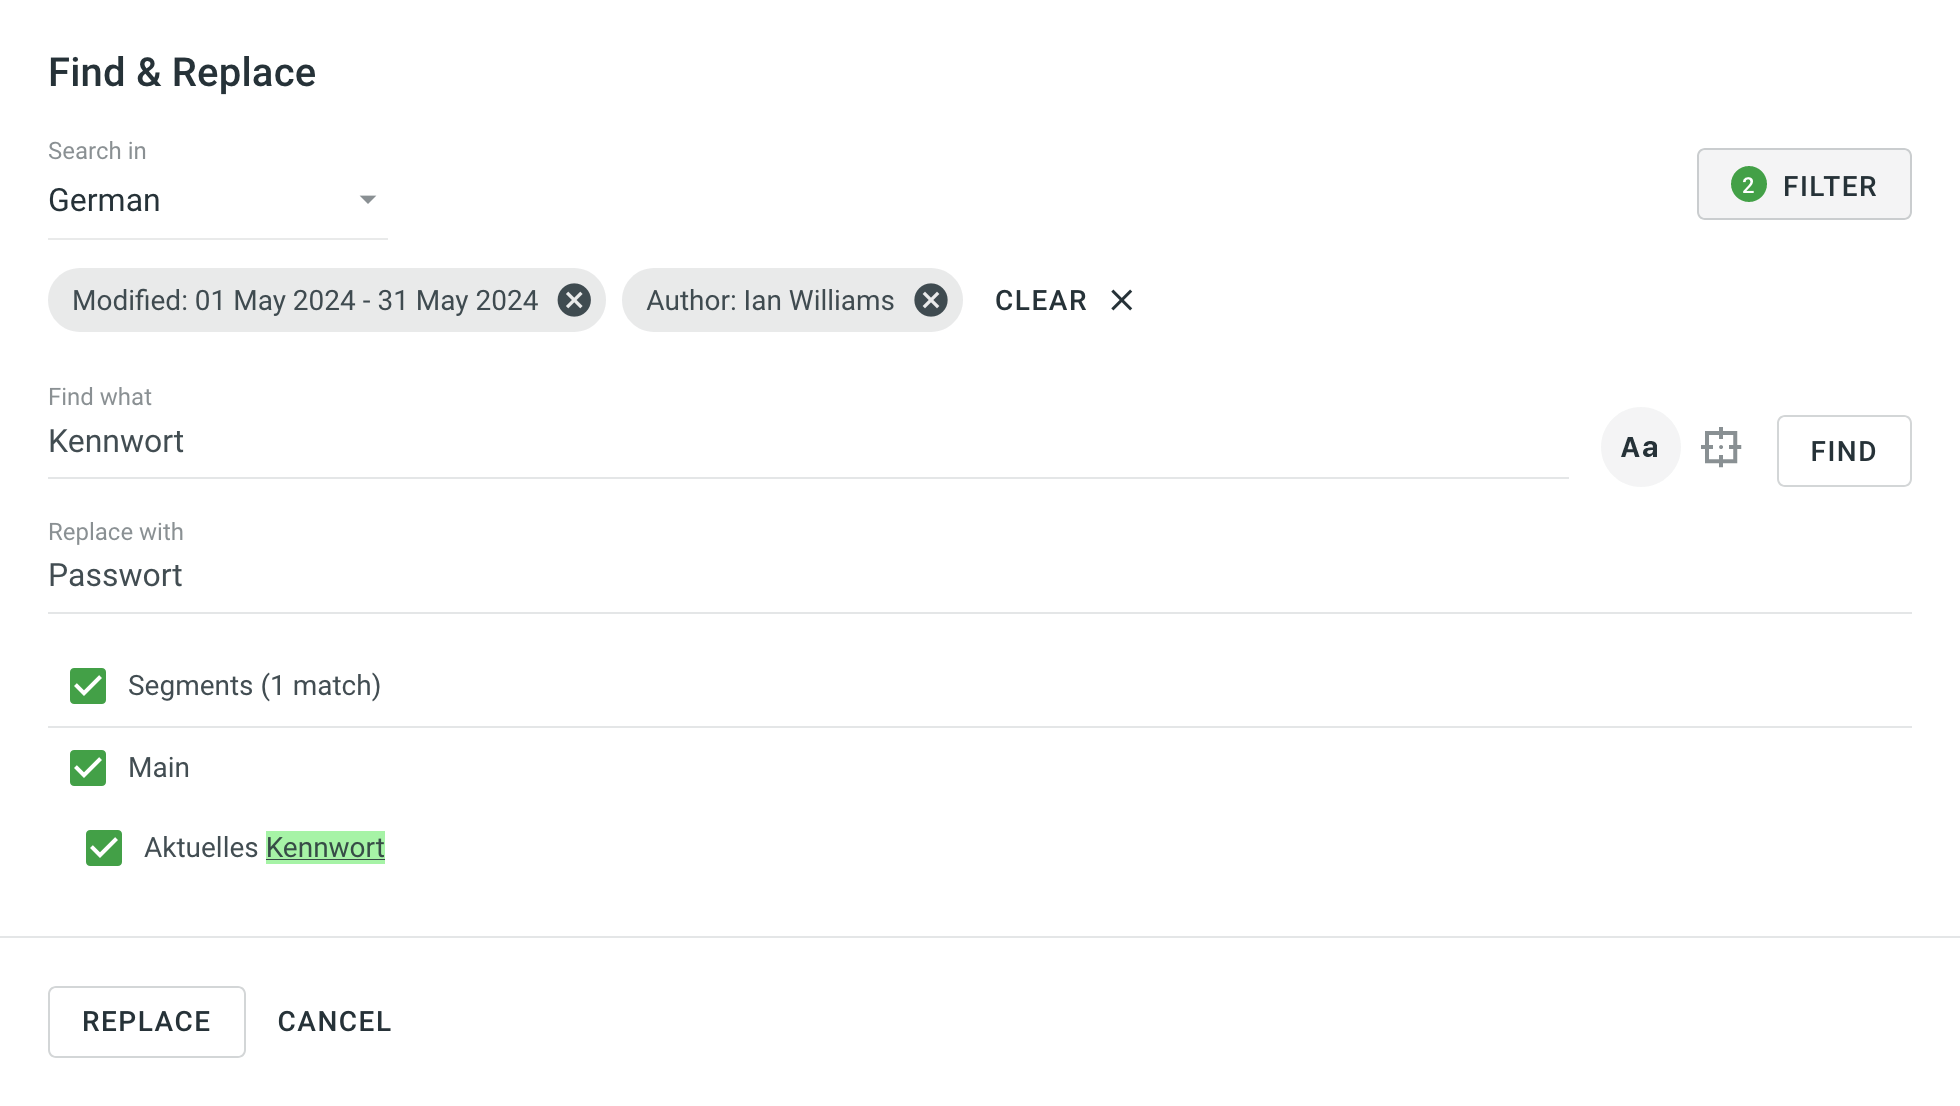 Find & Replace
Search in
German
2 FILTER
Modified: 01 May 2024 - 31 May 2024 Author: Ian Williams CLEAR
Find what
Kennwort
Aa
FIND
Replace with
Passwort
Segments (1 match)
Main
Aktuelles Kennwort
REPLACE CANCEL